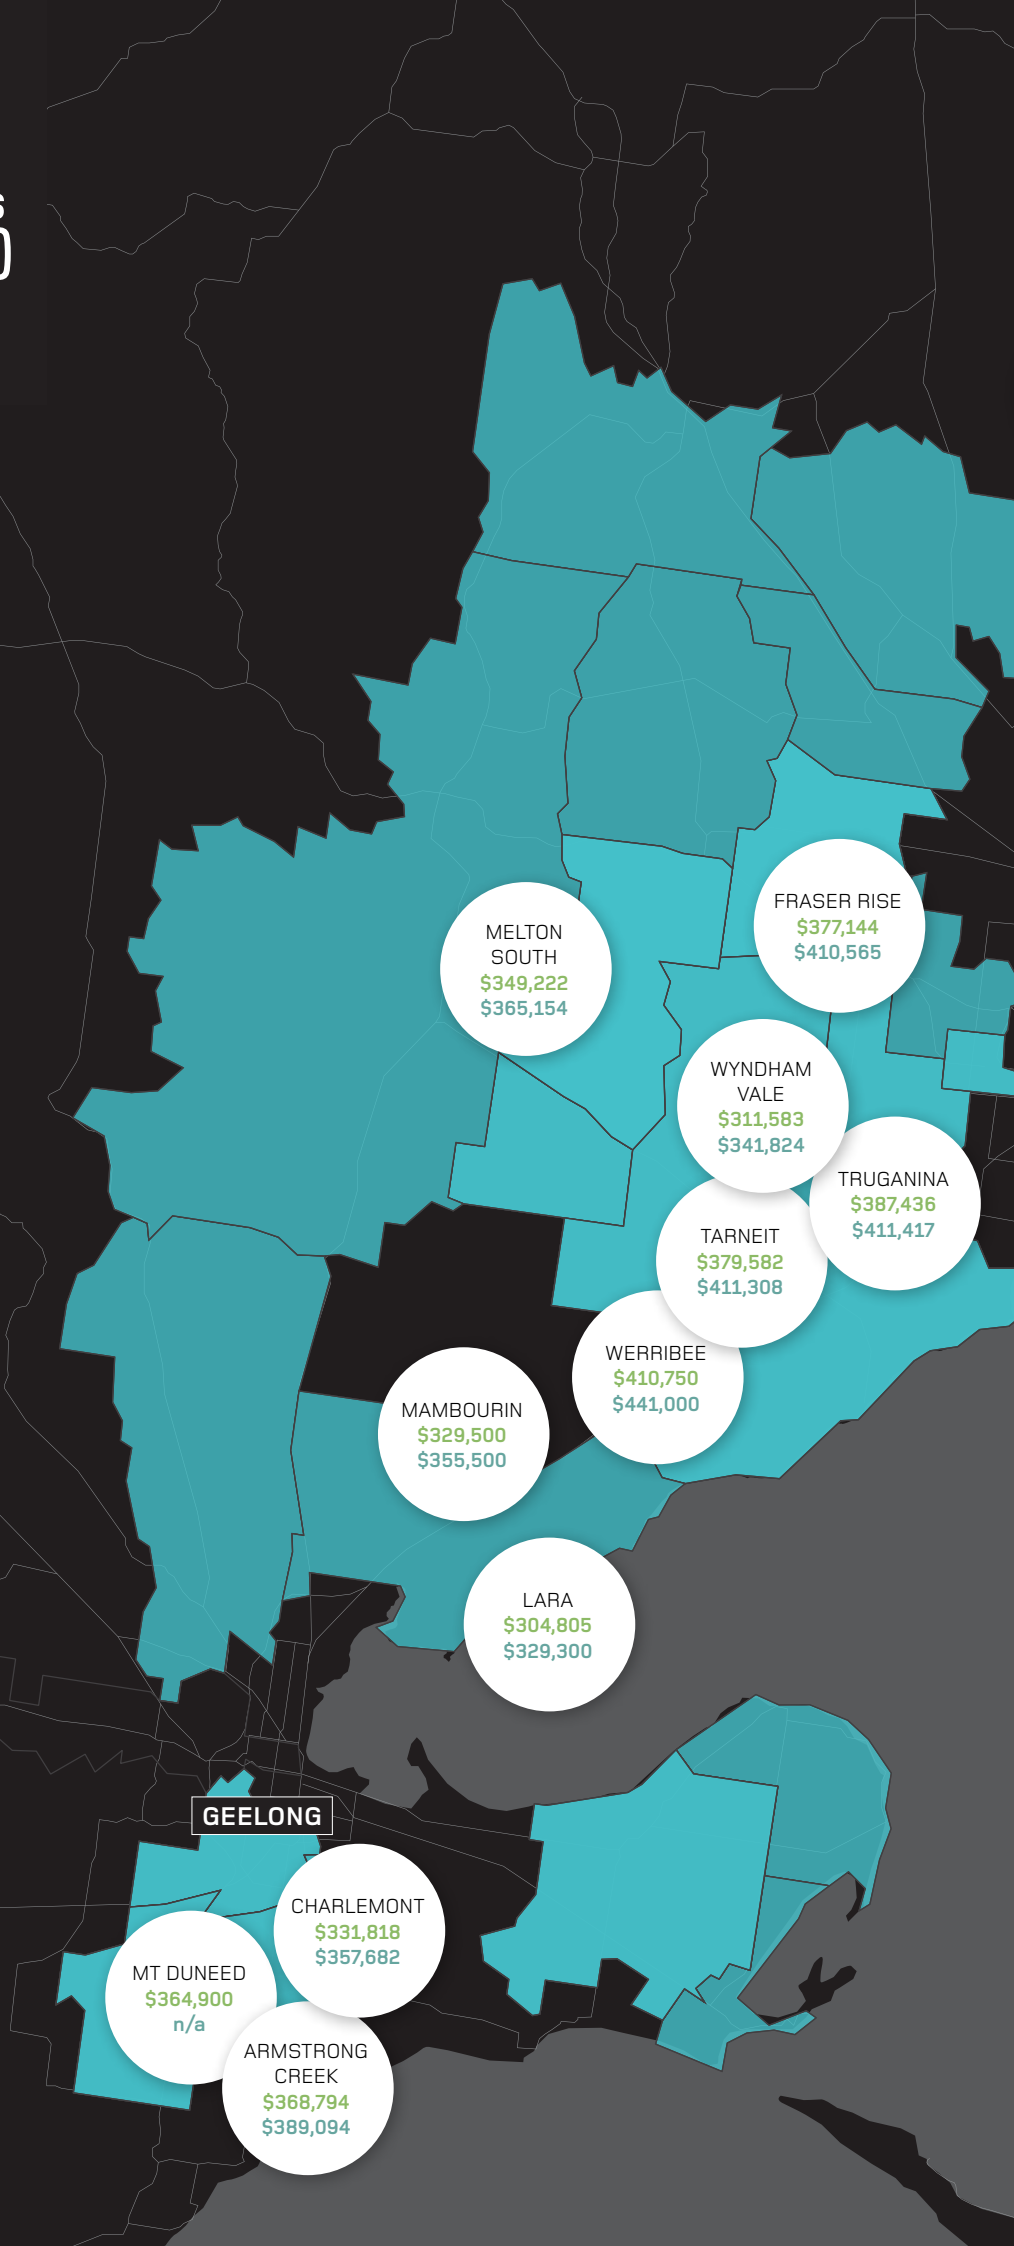 FRASER RISE
$377,144
$410,565
MELTON
SOUTH
$349,222
$365,154
WYNDHAM
VALE
$311,583
$341,824
TRUGANINA
$387,436
$411,417
TARNEIT
$379,582
$411,308
WERRIBEE
$410,750
$441,000
MAMBOURIN
$329,500
$355,500
LARA
$304,805
$329,300
GEELONG
CHARLEMONT
$331,818
$357,682
MT DUNEED
$364,900
n/a
ARMSTRONG
CREEK
$368,794
$389,094